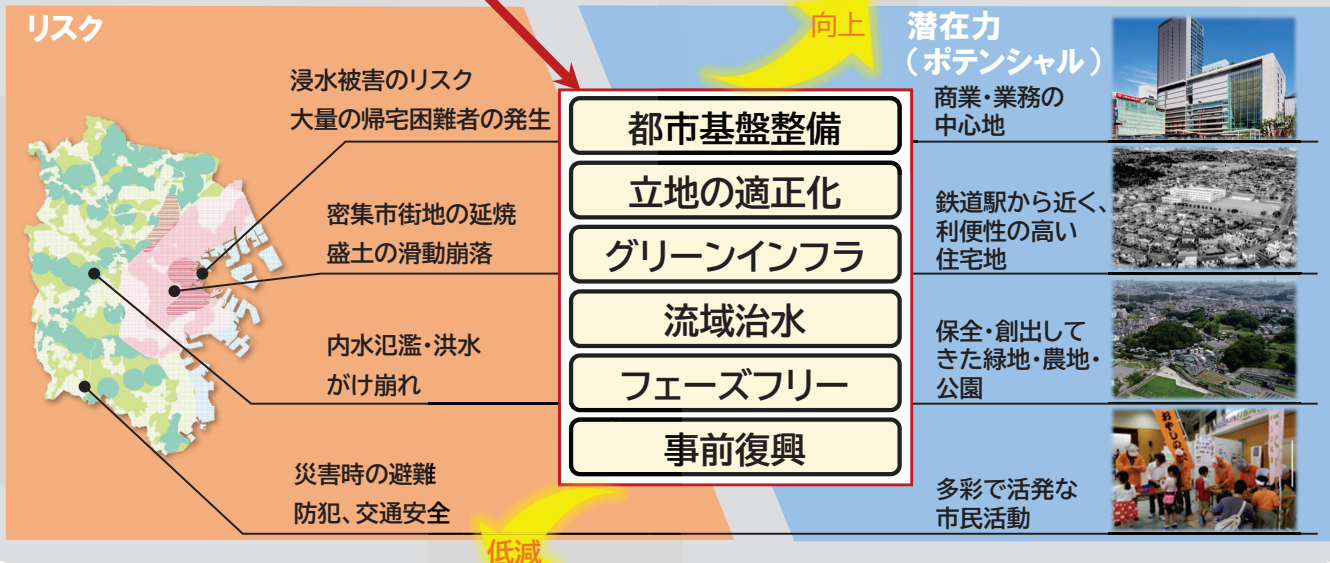 リスク
浸水被害のリスク
大量の帰宅困難者の発生
密集市街地の延焼
盛土の滑動崩落
内水氾濫・洪水
がけ崩れ
災害時の避難
防犯、交通安全
低減
都市基盤整備
立地の適正化
グリーンインフラ
流域治水
フェーズフリー
事前復興
向上
潜在力
（ポテンシャル）
商業・業務の
中心地
鉄道駅から近く、
利便性の高い
住宅地
保全・創出して
きた緑地・農地・
公園
多彩で活発な
市民活動
おやじの